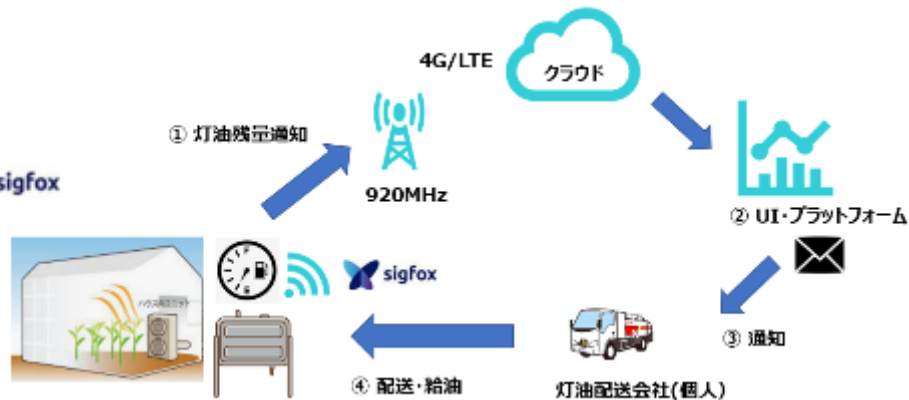 4G/LTE
クラウド
① 灯油残量通知
sigfox
920MHz
② UI・プラットフォーム
sigfox
③ 通知
④ 配送・給油
灯油配送会社(個人)